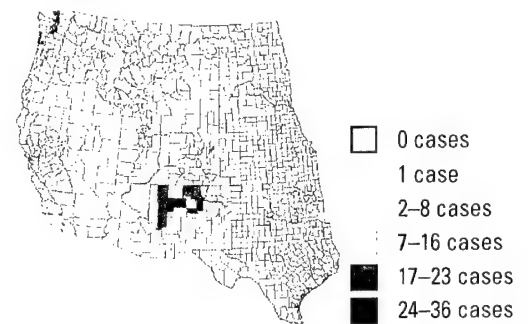 0 cases
1 case
2–8 cases
7–16 cases
17–23 cases
24–36 cases